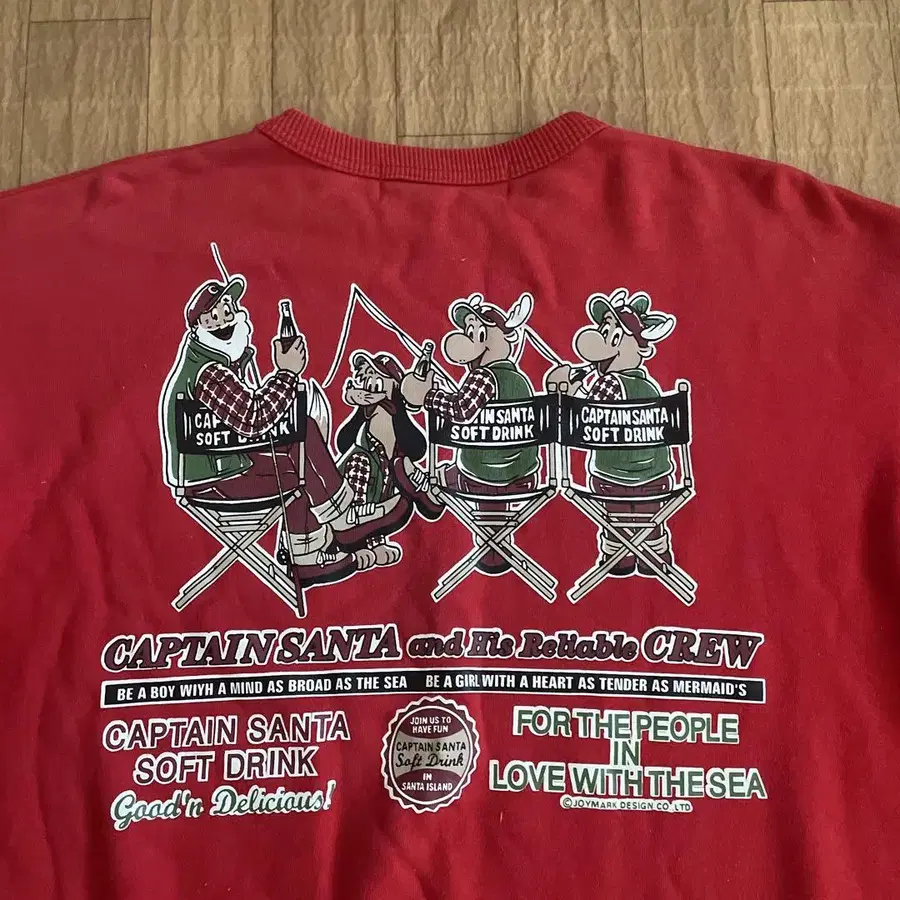 CAP
SOFT DRINK
IN SANTA
SOFT DRINK
CAPTAIN SANTA
SOFT DRINK
CAPTAIN SANTA and His Reliable CREW
BE A BOY WIYH A MIND AS BROAD AS THE SEA BE A GIRL WITH A HEART AS TENDER AS MERMAID'S
CAPTAIN SANTA
SOFT DRINK
Good'n Delicious!
JOIN US TO
HAVE FUN
CAPTAIN SANTA
Soft Drink
IN
SANTA ISLAND
FOR THE PEOPLE
IN
LOVE WITH THE SEA
©JOYMARK DESIGN CO.,LTD